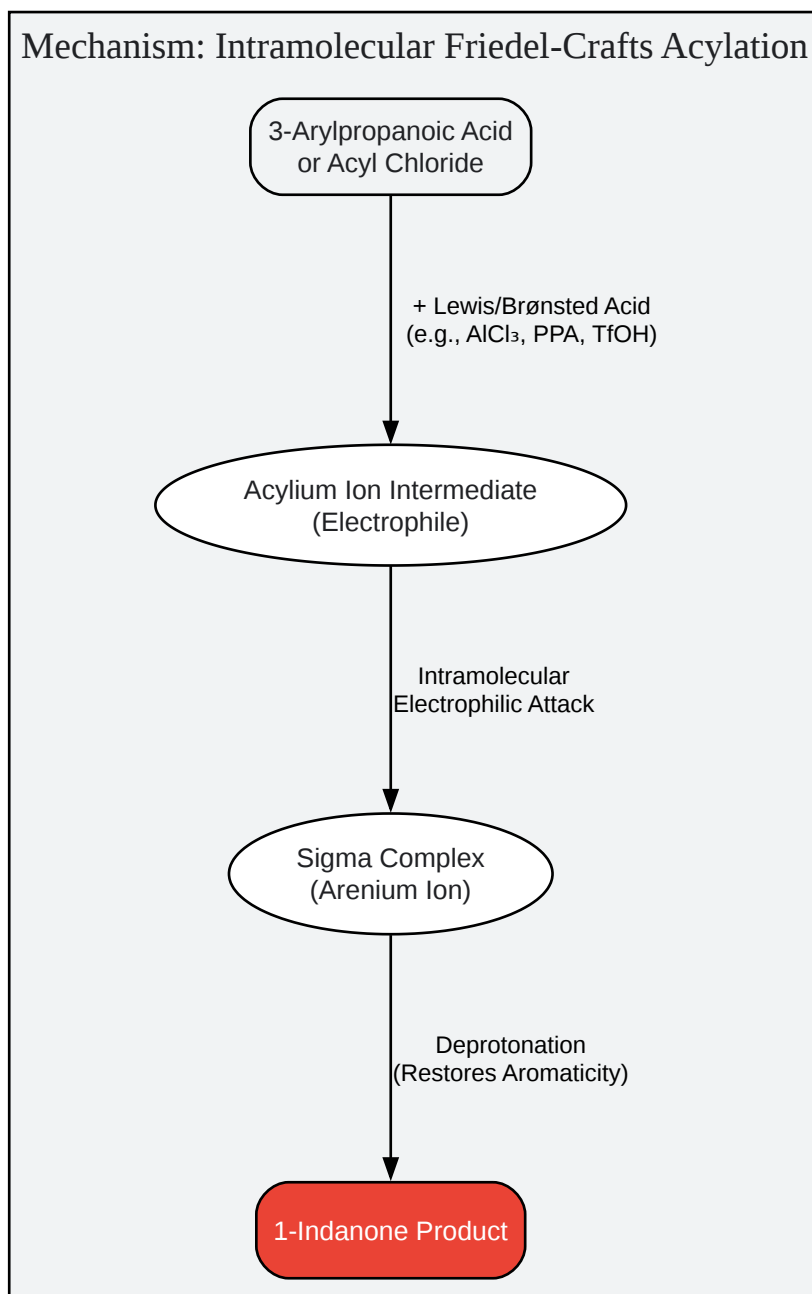 Mechanism: Intramolecular Friedel-Crafts Acylation
3-Arylpropanoic Acid
or Acyl Chloride
+ Lewis/Brønsted Acid
(e.g., AlCl₃, PPA, TfOH)
Acylium Ion Intermediate
(Electrophile)
Intramolecular
Electrophilic Attack
Sigma Complex
(Arenium Ion)
Deprotonation
(Restores Aromaticity)
1-Indanone Product